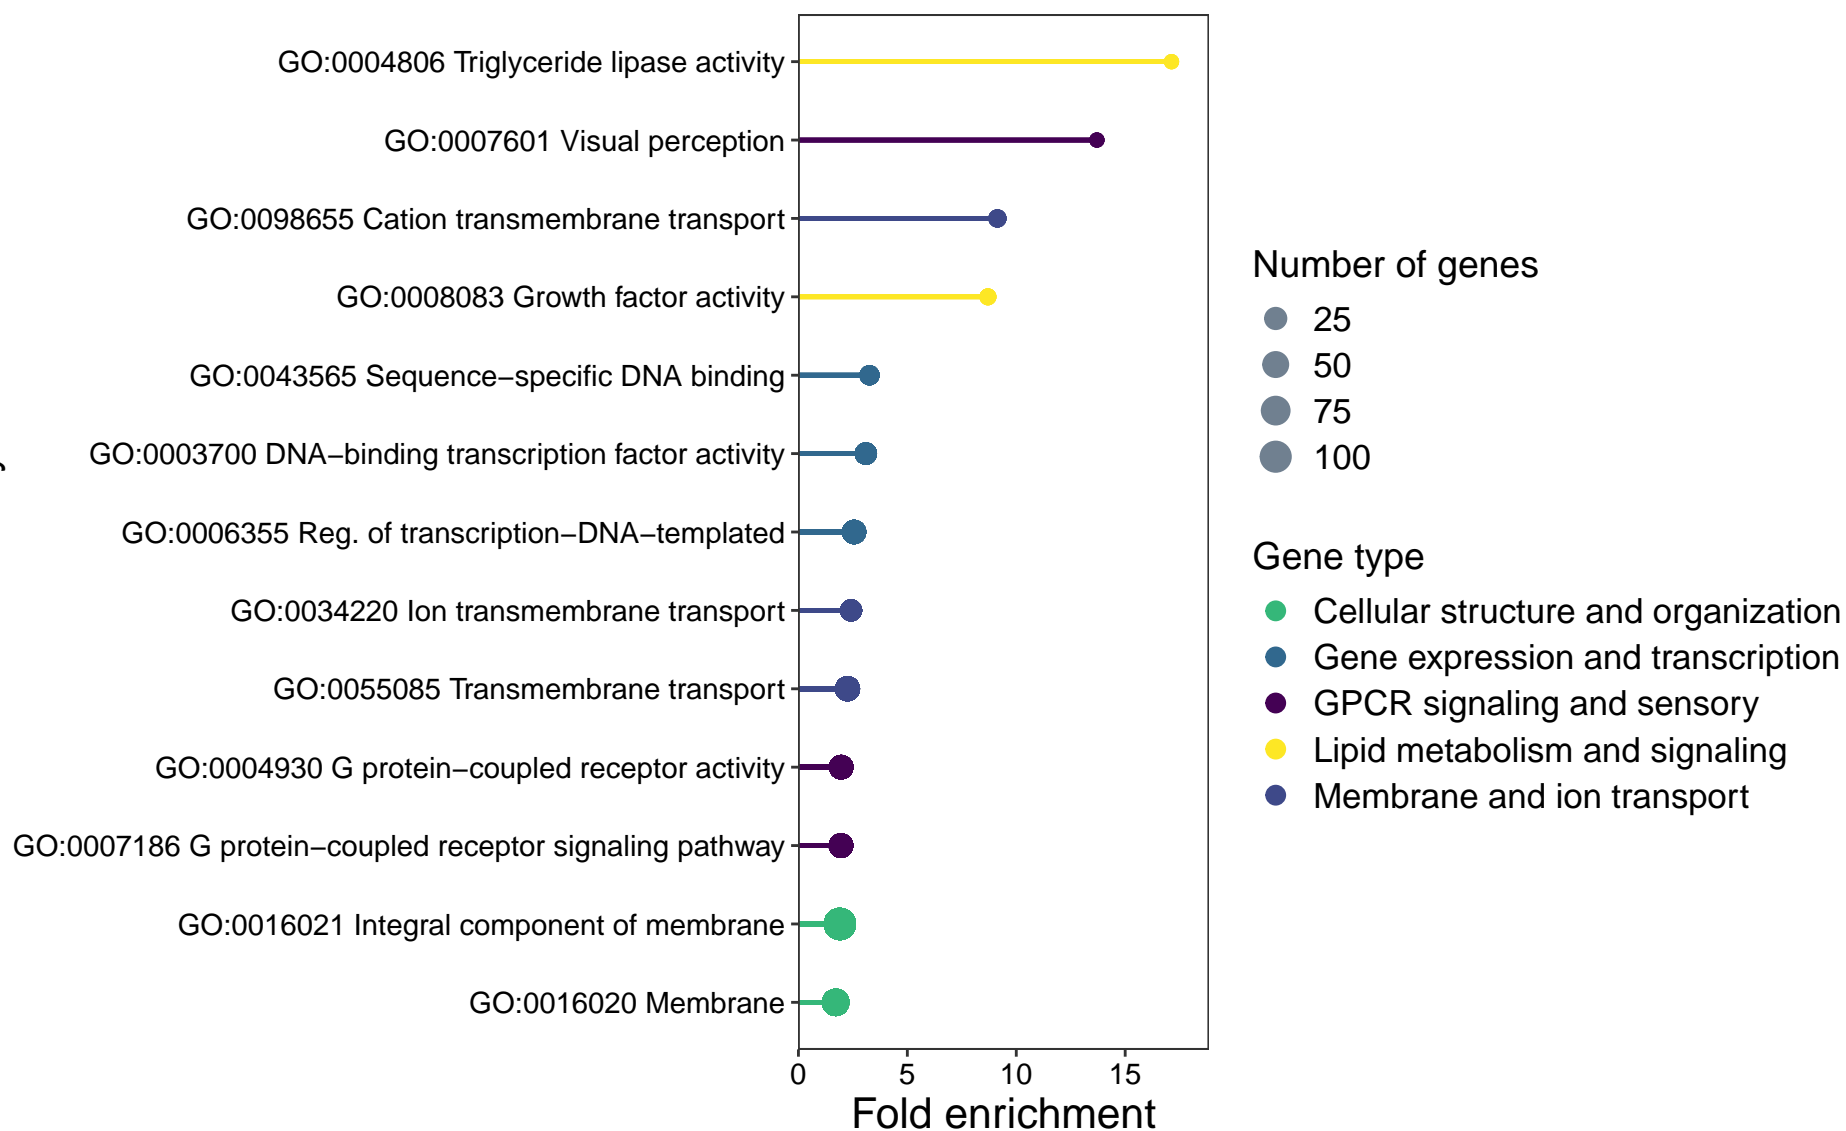 GO:0004806 Triglyceride lipase activity
GO:0007601 Visual perception
GO:0098655 Cation transmembrane transport
GO:0008083 Growth factor activity
GO:0043565 Sequence−specific DNA binding
GO:0003700 DNA−binding transcription factor activity
GO:0006355 Reg. of transcription−DNA−templated
GO:0034220 Ion transmembrane transport
GO:0055085 Transmembrane transport
GO:0004930 G protein−coupled receptor activity
GO:0007186 G protein−coupled receptor signaling pathway
GO:0016021 Integral component of membrane
GO:0016020 Membrane
0 5 10 15
Fold enrichment
Number of genes
25
50
75
100
Gene type
Cellular structure and organization
Gene expression and transcription
GPCR signaling and sensory
Lipid metabolism and signaling
Membrane and ion transport